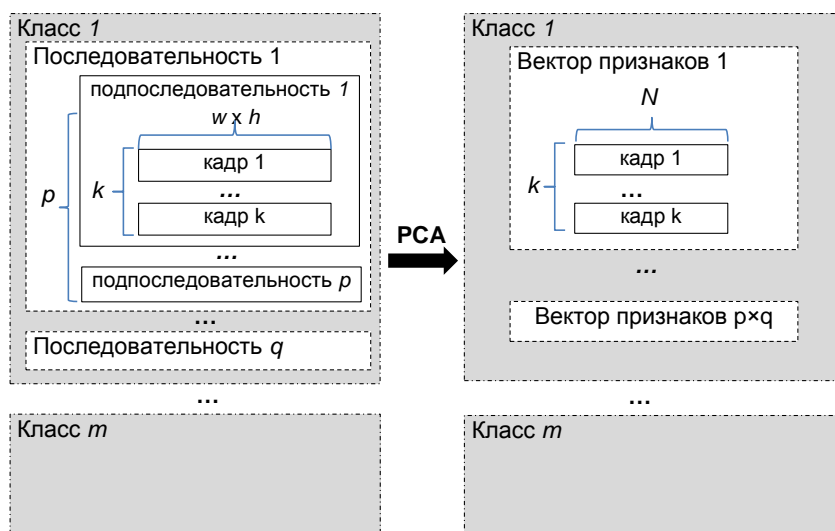 Класс 1
Последовательность 1
подпоследовательность 1
w x h
p
k
кадр 1
...
кадр k
...
подпоследовательность p
...
Последовательность q
...
Класс m
PCA
Класс 1
Вектор признаков 1
N
k
кадр 1
...
кадр k
...
Вектор признаков p×q
...
Класс m